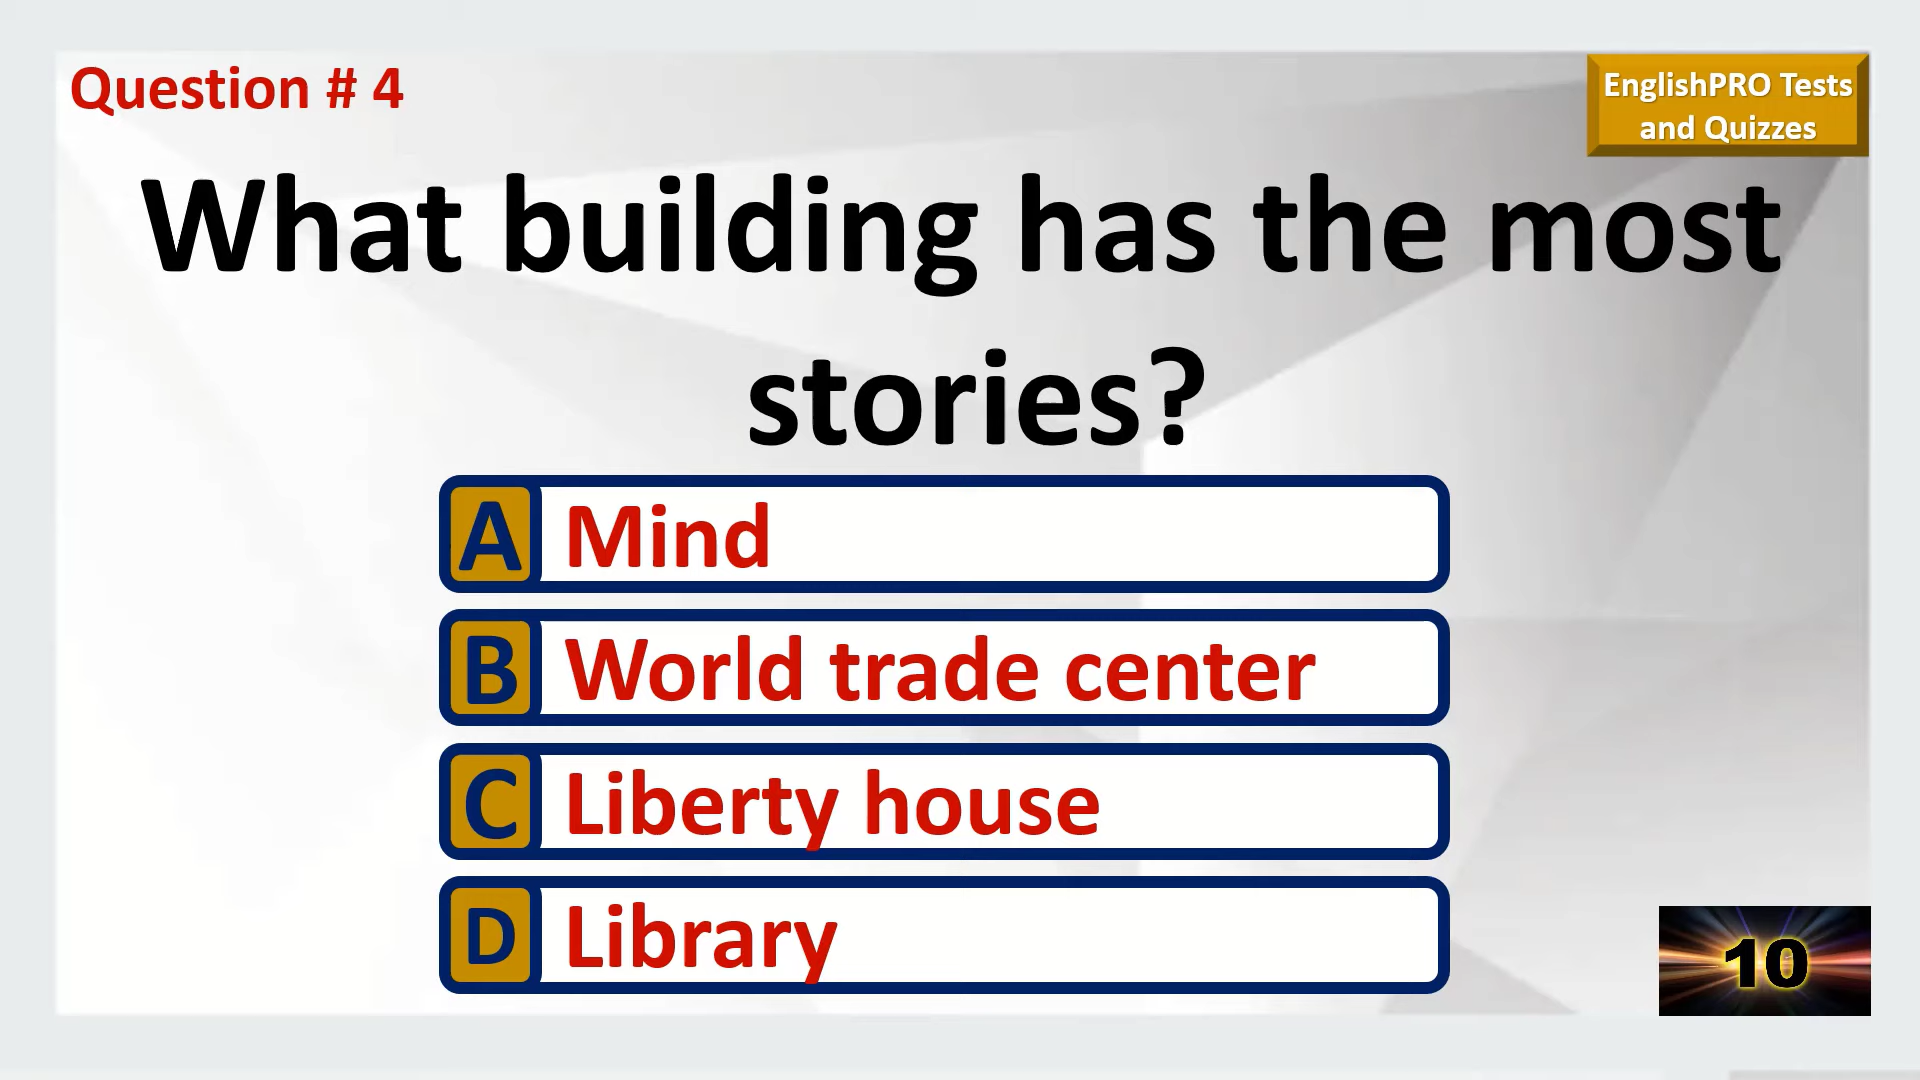 Question # 4
EnglishPRO Tests
and Quizzes
What building has the most
stories?
A Mind
B World trade center
C Liberty house
D Library
10